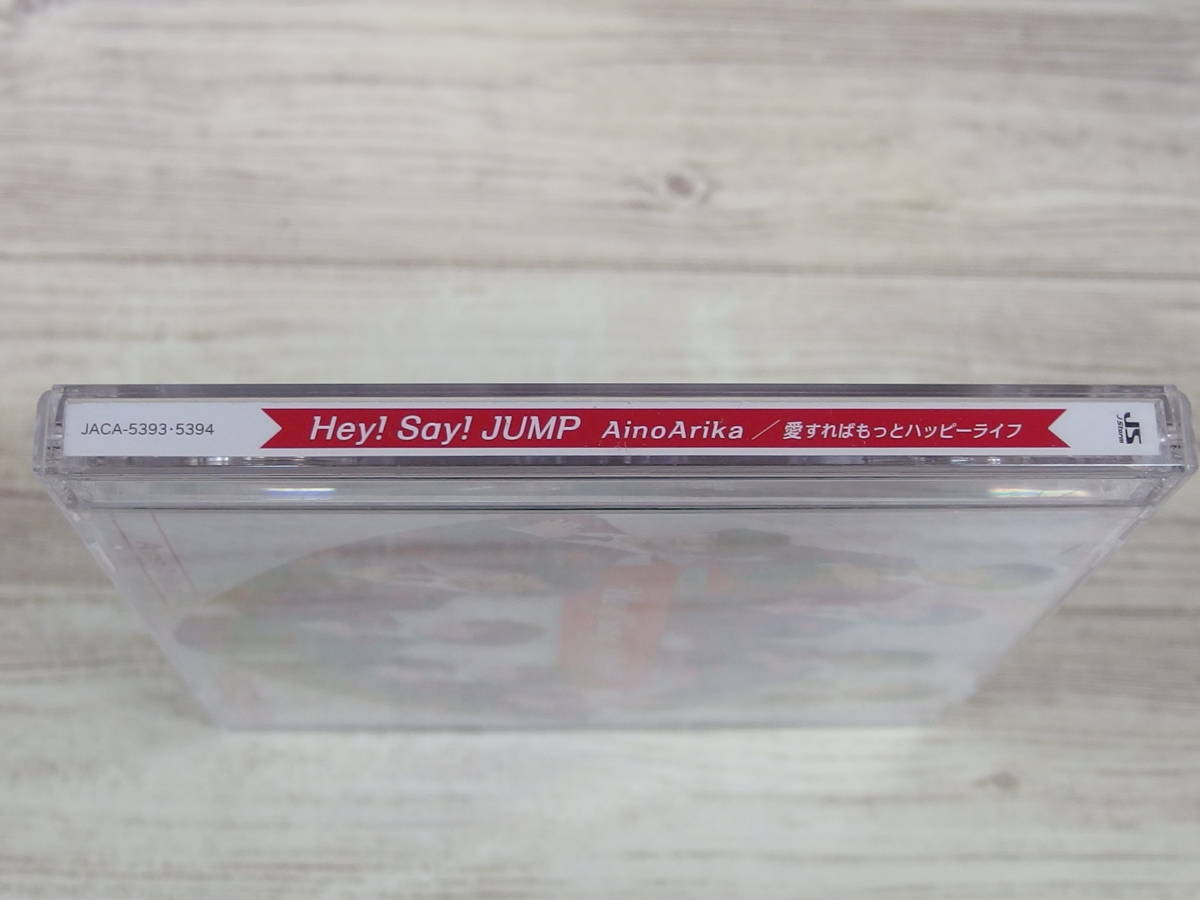 JACA-5393・5394 Hey! Say! JUMP AinoArika／愛すればもっとハッピーライフ
JS
J Storm